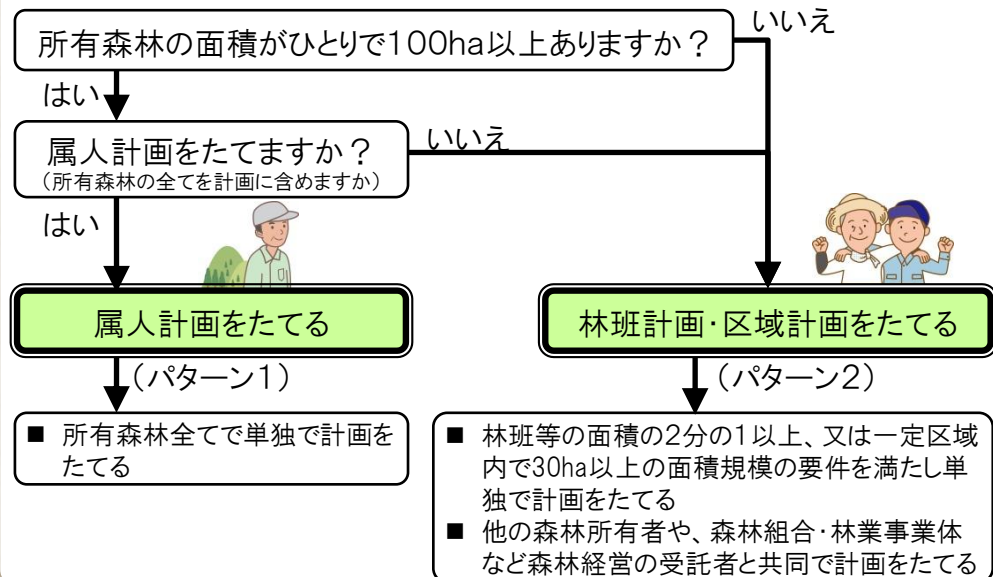 所有森林の面積がひとりで100ha以上ありますか？
いいえ
はい
属人計画をたてますか？
（所有森林の全てを計画に含めますか）
いいえ
はい
属人計画をたてる
林班計画・区域計画をたてる
（パターン１）
（パターン２）
■ 所有森林全てで単独で計画を
たてる
■ 林班等の面積の2分の1以上、又は一定区域
内で30ha以上の面積規模の要件を満たし単
独で計画をたてる
■ 他の森林所有者や、森林組合・林業事業体
など森林経営の受託者と共同で計画をたてる